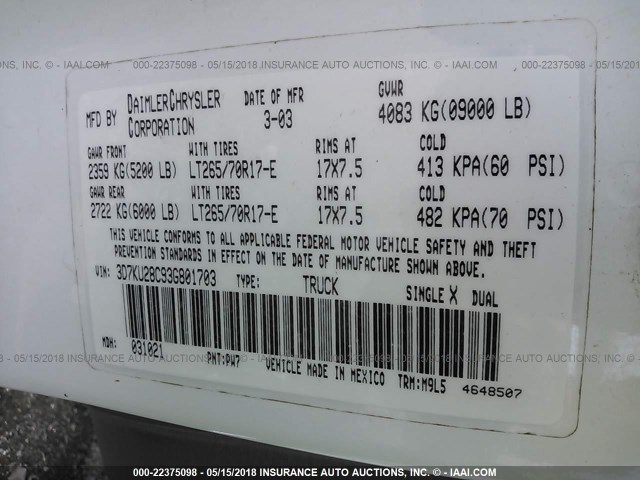 000-22375098 - 05/15/2018 INSURANCE AUTO AUCTIONS, INC. - IAAI.COM
MFD BY DAIMLERCHRYSLER CORPORATION DATE OF MFR 3-03 GVWR 4083 KG(09000 LB)
GAWR FRONT WITH TIRES RIMS AT COLD
2359 KG(5200 LB) LT265/70R17-E 17X7.5 413 KPA(60 PSI)
GAWR REAR WITH TIRES RIMS AT COLD
2722 KG(6000 LB) LT265/70R17-E 17X7.5 482 KPA(70 PSI)
THIS VEHICLE CONFORMS TO ALL APPLICABLE FEDERAL MOTOR VEHICLE SAFETY AND THEFT
PREVENTION STANDARDS IN EFFECT ON THE DATE OF MANUFACTURE SHOWN ABOVE.
VIN: 3D7KU28C93G801703 TYPE: TRUCK SINGLE X DUAL
MDH: 031021 PNT:PW7 VEHICLE MADE IN MEXICO TRM:M9L5 4648507
000-22375098 - 05/15/2018 INSURANCE AUTO AUCTIONS, INC. - IAAI.COM
000-22375098 - 05/15/2018 INSURANCE AUTO AUCTIONS, INC. - IAAI.COM